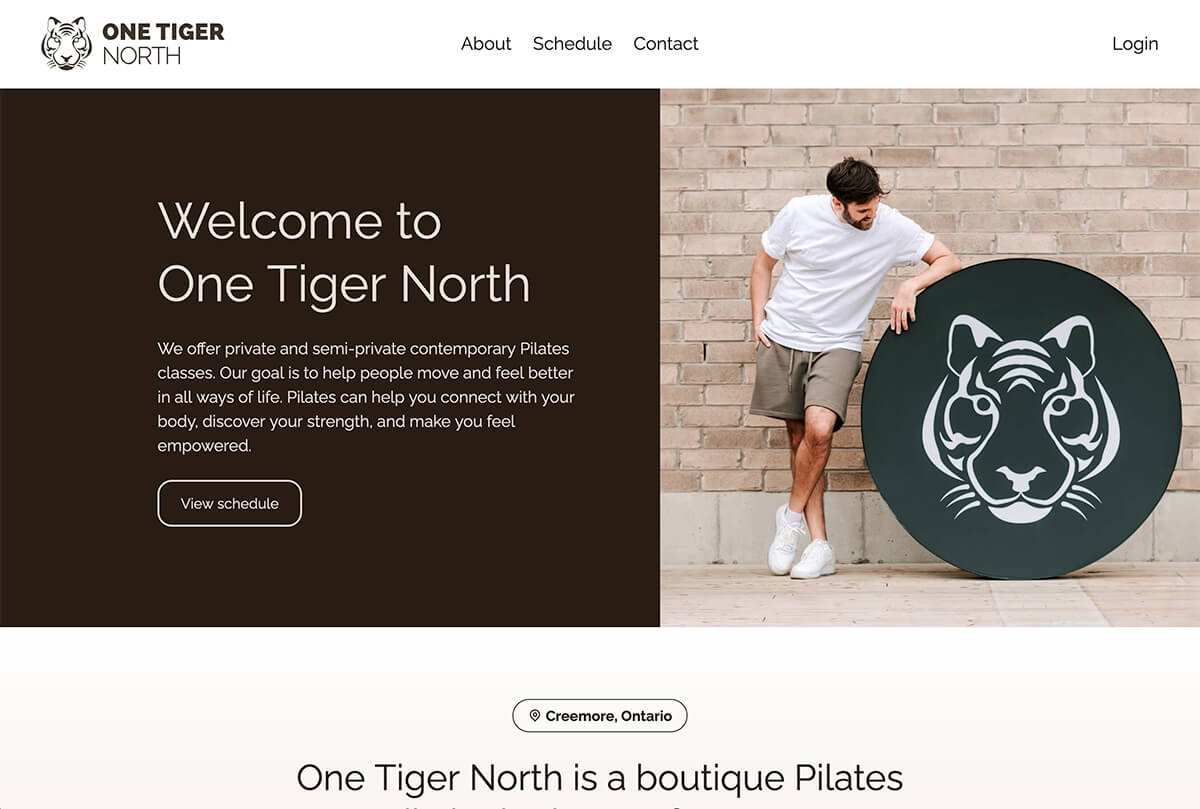 ONE TIGER
NORTH
About
Schedule
Contact
Login
Welcome to
One Tiger North
We offer private and semi-private contemporary Pilates
classes. Our goal is to help people move and feel better
in all ways of life. Pilates can help you connect with your
body, discover your strength, and make you feel
empowered.
View schedule
Creemore, Ontario
One Tiger North is a boutique Pilates